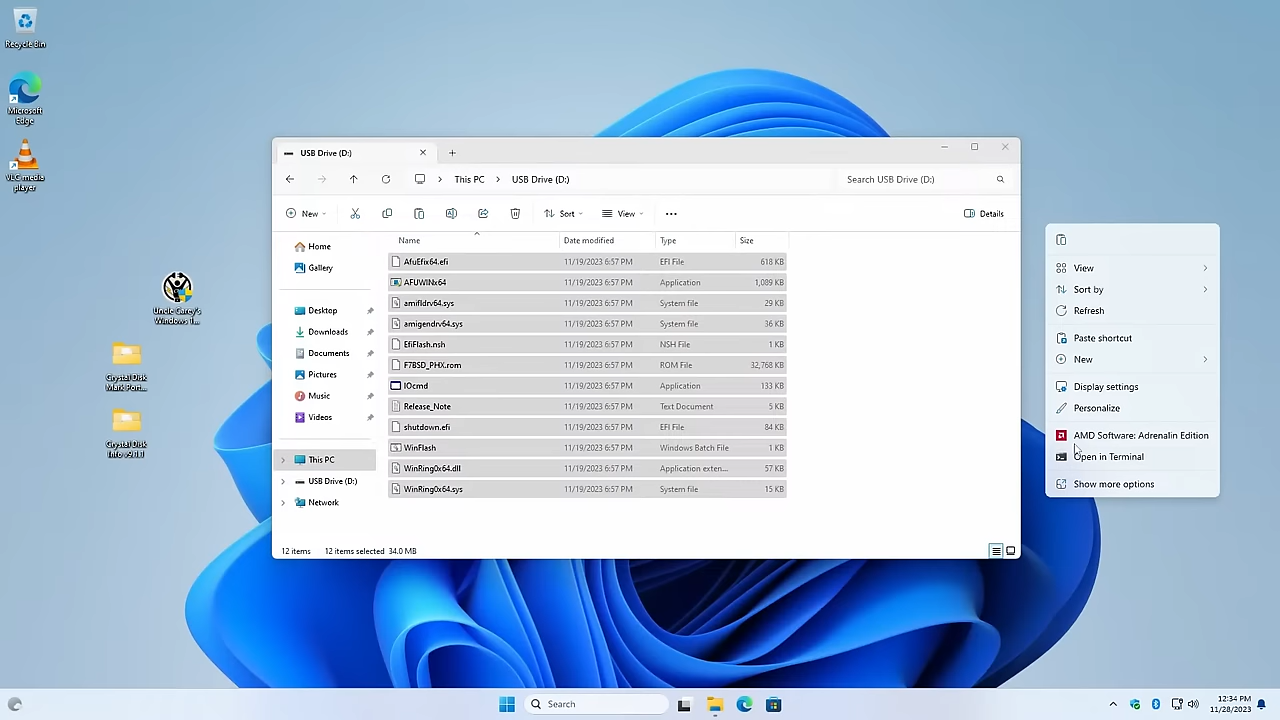 Recycle Bin
Microsoft
Edge
VLC media
player
Uncle Carey's
Windows 1...
Crystal Disk
Mark Port...
Crystal Disk
USB Drive (D:)
This PC
USB Drive (D:)
Search USB Drive (D:)
New
Sort
View
Details
Name
Date modified
Type
Size
Home
Gallery
Desktop
Downloads
Documents
Pictures
Music
Videos
This PC
USB Drive (D:)
Network
AfuEfix64.efi 11/19/2023 6:57 PM EFI File 618 KB
AFUWINx64 11/19/2023 6:57 PM Application 1,089 KB
amifldrv64.sys 11/19/2023 6:57 PM System file 29 KB
amigendrv64.sys 11/19/2023 6:57 PM System file 36 KB
EfiFlash.nsh 11/19/2023 6:57 PM NSH File 1 KB
F7BSD_PHX.rom 11/19/2023 6:57 PM ROM File 32,768 KB
IOcmd 11/19/2023 6:57 PM Application 133 KB
Release_Note 11/19/2023 6:57 PM Text Document 5 KB
shutdown.efi 11/19/2023 6:57 PM EFI File 84 KB
WinFlash 11/19/2023 6:57 PM Windows Batch File 1 KB
WinRing0x64.dll 11/19/2023 6:57 PM Application exten... 57 KB
WinRing0x64.sys 11/19/2023 6:57 PM System file 15 KB
12 items 12 items selected 34.0 MB
View
Sort by
Refresh
Paste shortcut
New
Display settings
Personalize
AMD Software: Adrenalin Edition
Open in Terminal
Show more options
Search
12:34 PM
11/28/2023